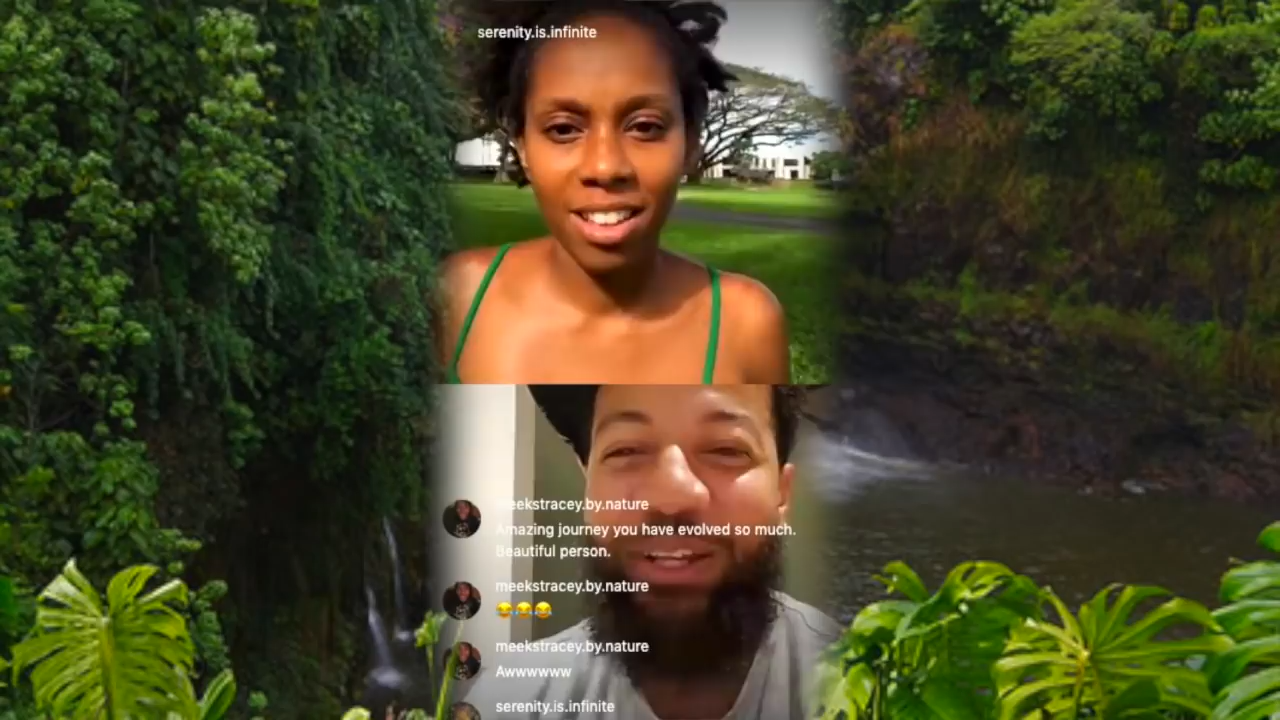 serenity.is.infinite
meekstracey.by.nature
Amazing journey you have evolved so much.
Beautiful person.
meekstracey.by.nature
😂😂😂
meekstracey.by.nature
Awwwwww
serenity.is.infinite